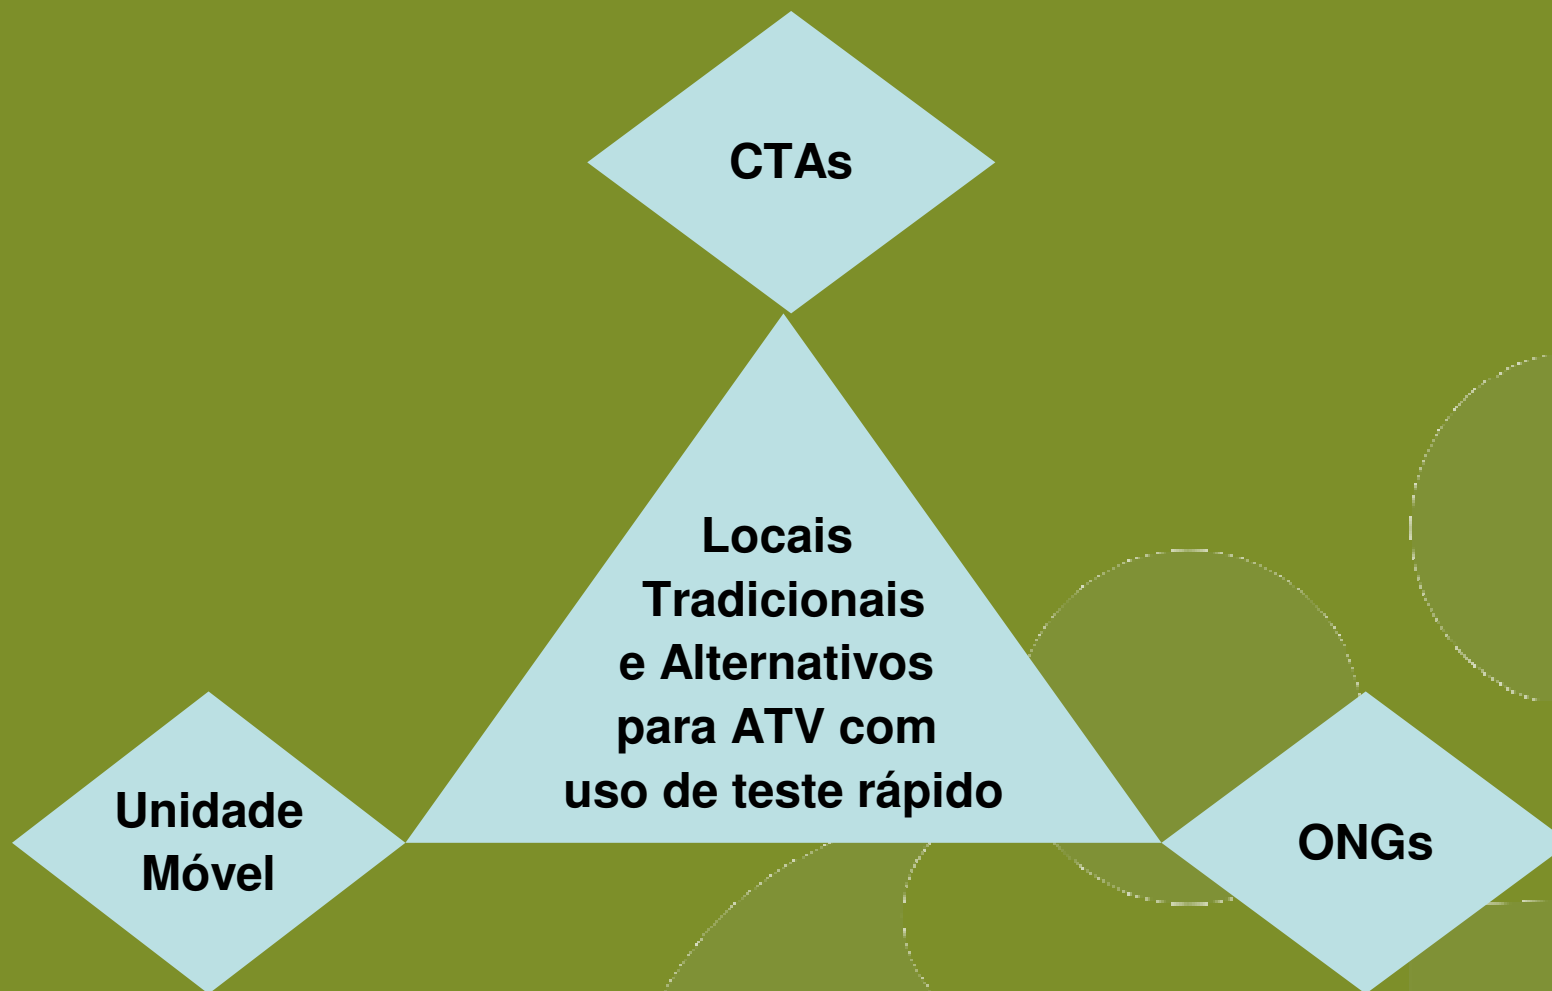 CTAs
Locais
Tradicionais
e Alternativos
para ATV com
uso de teste rápido
Unidade
Móvel
ONGs